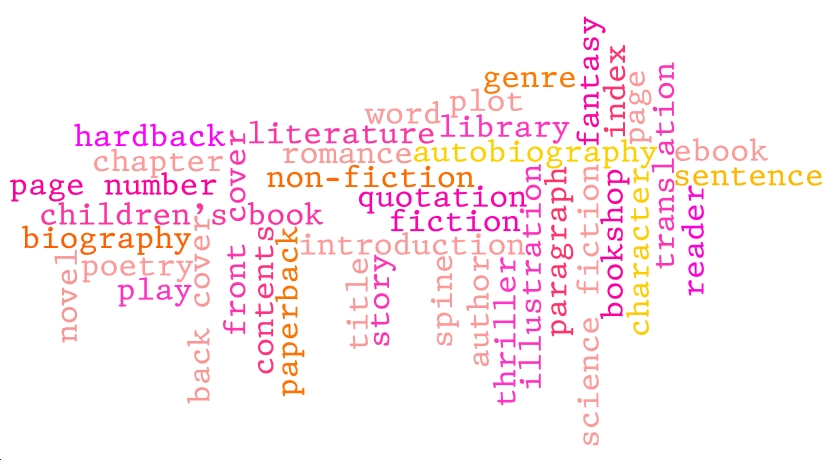 genre
plot
word
hardback
literature
library
chapter
romance
autobiography
ebook
page number
non-fiction
sentence
quotation
children's book
fiction
biography
introduction
poetry
play
novel
back cover
front cover
contents
paperback
title
story
spine
author
thriller
illustration
paragraph
science fiction
fantasy
bookshop
index
character
page
translation
reader